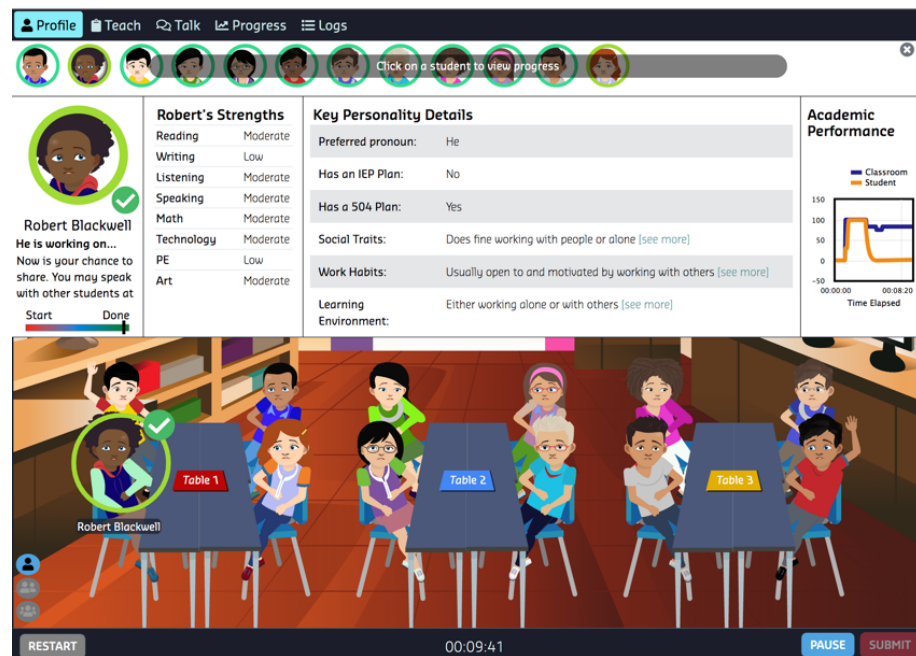 Profile Teach Talk Progress Logs
Click on a student to view progress
Robert Blackwell
He is working on...
Now is your chance to
share. You may speak
with other students at
Start Done
Robert's Strengths
Reading Moderate
Writing Low
Listening Moderate
Speaking Moderate
Math Moderate
Technology Moderate
PE Low
Art Moderate
Key Personality Details
Preferred pronoun: He
Has an IEP Plan: No
Has a 504 Plan: Yes
Social Traits: Does fine working with people or alone [see more]
Work Habits: Usually open to and motivated by working with others [see more]
Learning Either working alone or with others [see more]
Environment:
Academic
Performance
Classroom
Student
150
100
50
0
-50
00:00:00 00:08:20
Time Elapsed
Table 1
Table 2
Table 3
Robert Blackwell
RESTART
00:09:41
PAUSE
SUBMIT